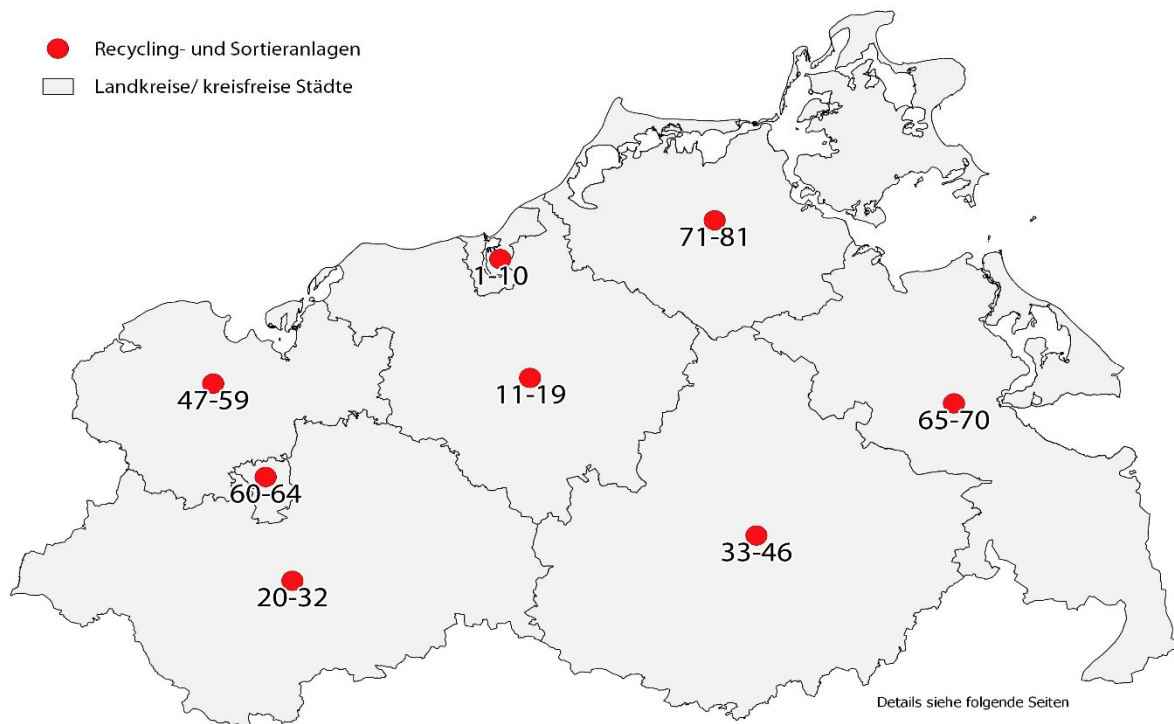 Recycling- und Sortieranlagen
Landkreise/ kreisfreise Städte
71-81
1-10
47-59
11-19
65-70
60-64
33-46
20-32
Details siehe folgende Seiten